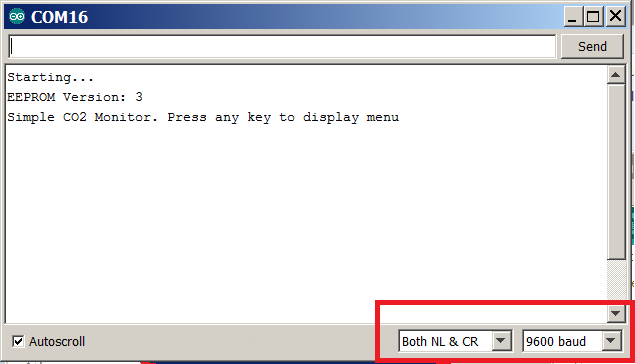 COM16
Send
Starting...
EEPROM Version: 3
Simple CO2 Monitor. Press any key to display menu
Autoscroll
Both NL & CR
9600 baud